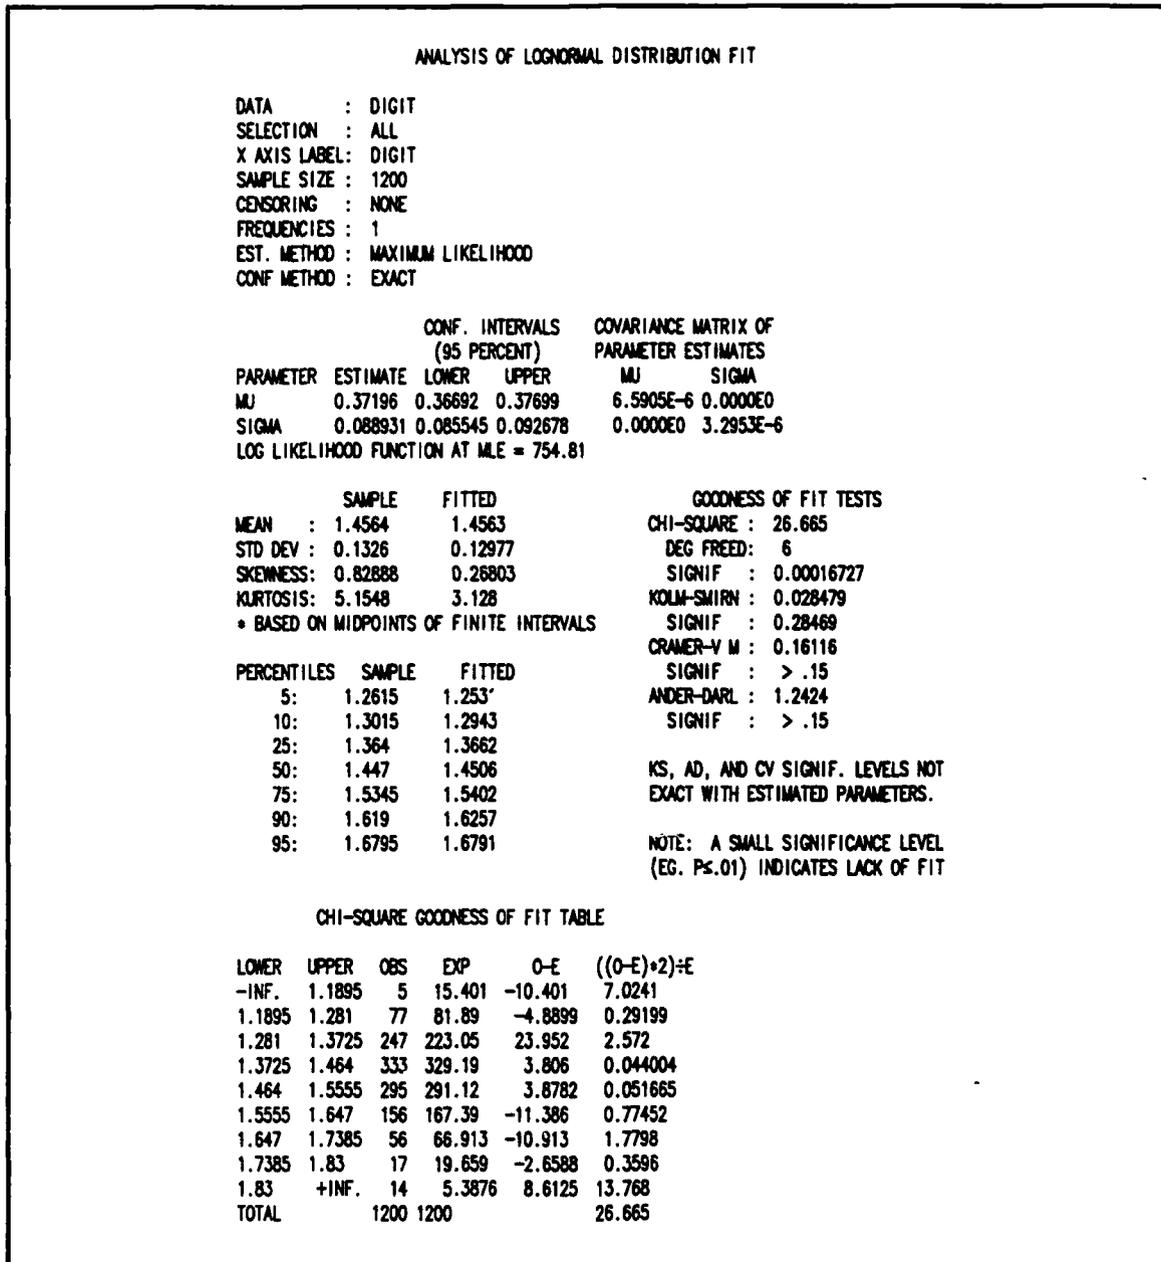 ANALYSIS OF LOGNORMAL DISTRIBUTION FIT
DATA : DIGIT
SELECTION : ALL
X AXIS LABEL: DIGIT
SAMPLE SIZE : 1200
CENSORING : NONE
FREQUENCIES : 1
EST. METHOD : MAXIMUM LIKELIHOOD
CONF METHOD : EXACT
CONF. INTERVALS COVARIANCE MATRIX OF
(95 PERCENT) PARAMETER ESTIMATES
PARAMETER ESTIMATE LOWER UPPER MU SIGMA
MU 0.37196 0.36692 0.37699 6.5905E-6 0.0000E0
SIGMA 0.088931 0.085545 0.092678 0.0000E0 3.2953E-6
LOG LIKELIHOOD FUNCTION AT MLE = 754.81
SAMPLE FITTED
MEAN : 1.4564 1.4563
STD DEV : 0.1326 0.12977
SKEWNESS: 0.82888 0.26803
KURTOSIS: 5.1548 3.128
* BASED ON MIDPOINTS OF FINITE INTERVALS
PERCENTILES SAMPLE FITTED
5: 1.2615 1.253
10: 1.3015 1.2943
25: 1.364 1.3662
50: 1.447 1.4506
75: 1.5345 1.5402
90: 1.619 1.6257
95: 1.6795 1.6791
GOODNESS OF FIT TESTS
CHI-SQUARE : 26.665
DEG FREED: 6
SIGNIF : 0.00016727
KOLM-SMIRN : 0.028479
SIGNIF : 0.28469
CRAMER-V M : 0.16116
SIGNIF : > .15
ANDER-DARL : 1.2424
SIGNIF : > .15
KS, AD, AND CV SIGNIF. LEVELS NOT
EXACT WITH ESTIMATED PARAMETERS.
NOTE: A SMALL SIGNIFICANCE LEVEL
(EG. P≤.01) INDICATES LACK OF FIT
CHI-SQUARE GOODNESS OF FIT TABLE
LOWER UPPER OBS EXP O-E ((O-E)*2)÷E
-INF. 1.1895 5 15.401 -10.401 7.0241
1.1895 1.281 77 81.89 -4.8899 0.29199
1.281 1.3725 247 223.05 23.952 2.572
1.3725 1.464 333 329.19 3.806 0.044004
1.464 1.5555 295 291.12 3.8782 0.051665
1.5555 1.647 156 167.39 -11.386 0.77452
1.647 1.7385 56 66.913 -10.913 1.7798
1.7385 1.83 17 19.659 -2.6588 0.3596
1.83 +INF. 14 5.3876 8.6125 13.768
TOTAL 1200 1200 26.665